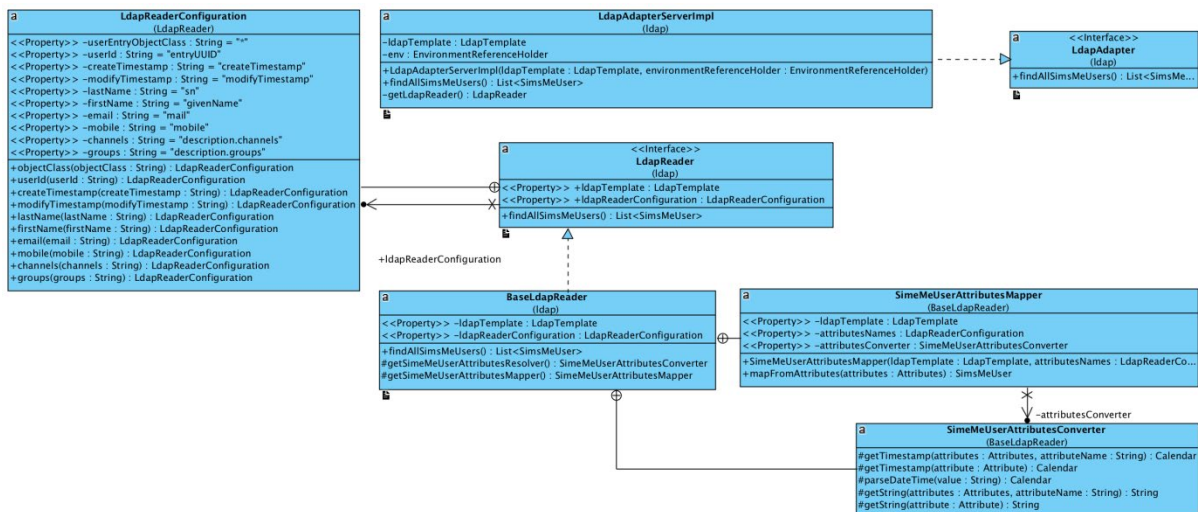 a
LdapReaderConfiguration
(LdapReader)
<<Property>> -userEntryObjectClass : String = "*"
<<Property>> -userId : String = "entryUUID"
<<Property>> -createTimestamp : String = "createTimestamp"
<<Property>> -modifyTimestamp : String = "modifyTimestamp"
<<Property>> -lastName : String = "sn"
<<Property>> -firstName : String = "givenName"
<<Property>> -email : String = "mail"
<<Property>> -mobile : String = "mobile"
<<Property>> -channels : String = "description.channels"
<<Property>> -groups : String = "description.groups"
+objectClass(objectClass : String) : LdapReaderConfiguration
+userId(userId : String) : LdapReaderConfiguration
+createTimestamp(createTimestamp : String) : LdapReaderConfiguration
+modifyTimestamp(modifyTimestamp : String) : LdapReaderConfiguration
+lastName(lastName : String) : LdapReaderConfiguration
+firstName(firstName : String) : LdapReaderConfiguration
+email(email : String) : LdapReaderConfiguration
+mobile(mobile : String) : LdapReaderConfiguration
+channels(channels : String) : LdapReaderConfiguration
+groups(groups : String) : LdapReaderConfiguration
a
LdapAdapterServerImpl
(ldap)
-ldapTemplate : LdapTemplate
-env : EnvironmentReferenceHolder
+LdapAdapterServerImpl(ldapTemplate : LdapTemplate, environmentReferenceHolder : EnvironmentReferenceHolder)
+findAllSimsMeUsers() : List<SimsMeUser>
-getLdapReader() : LdapReader
a
<<Interface>>
LdapAdapter
(ldap)
+findAllSimsMeUsers() : List<SimsMe...
a
<<Interface>>
LdapReader
(ldap)
<<Property>> +ldapTemplate : LdapTemplate
<<Property>> +ldapReaderConfiguration : LdapReaderConfiguration
+findAllSimsMeUsers() : List<SimsMeUser>
+ldapReaderConfiguration
a
BaseLdapReader
(ldap)
<<Property>> -ldapTemplate : LdapTemplate
<<Property>> -ldapReaderConfiguration : LdapReaderConfiguration
+findAllSimsMeUsers() : List<SimsMeUser>
#getSimeMeUserAttributesResolver() : SimeMeUserAttributesConverter
#getSimeMeUserAttributesMapper() : SimeMeUserAttributesMapper
a
SimeMeUserAttributesMapper
(BaseLdapReader)
<<Property>> -ldapTemplate : LdapTemplate
<<Property>> -attributesNames : LdapReaderConfiguration
<<Property>> -attributesConverter : SimeMeUserAttributesConverter
+SimeMeUserAttributesMapper(ldapTemplate : LdapTemplate, attributesNames : LdapReaderCo...
+mapFromAttributes(attributes : Attributes) : SimsMeUser
-attributesConverter
a
SimeMeUserAttributesConverter
(BaseLdapReader)
#getTimestamp(attributes : Attributes, attributeName : String) : Calendar
#getTimestamp(attribute : Attribute) : Calendar
#parseDateTime(value : String) : Calendar
#getString(attributes : Attributes, attributeName : String) : String
#getString(attribute : Attribute) : String